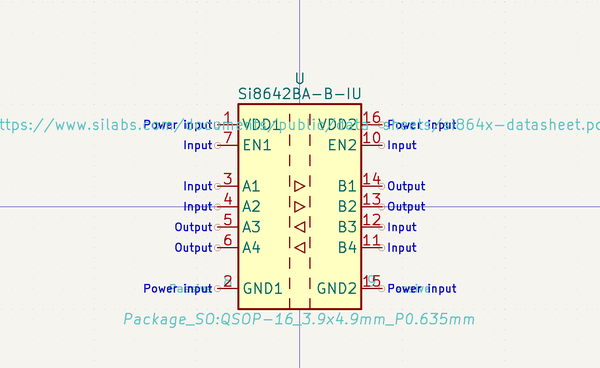 U
Si8642BA-B-IU
https://www.silabs.com/documents/public/data-sheets/si864x-datasheet.pd
Power input 1 VDD1 VDD2 16 Power input
Input 7 EN1 EN2 10 Input
Input 3 A1 B1 14 Output
Input 4 A2 B2 13 Output
Output 5 A3 B3 12 Input
Output 6 A4 B4 11 Input
Power input 2 GND1 GND2 15 Power input
Package_SO:QSOP-16_3.9x4.9mm_P0.635mm